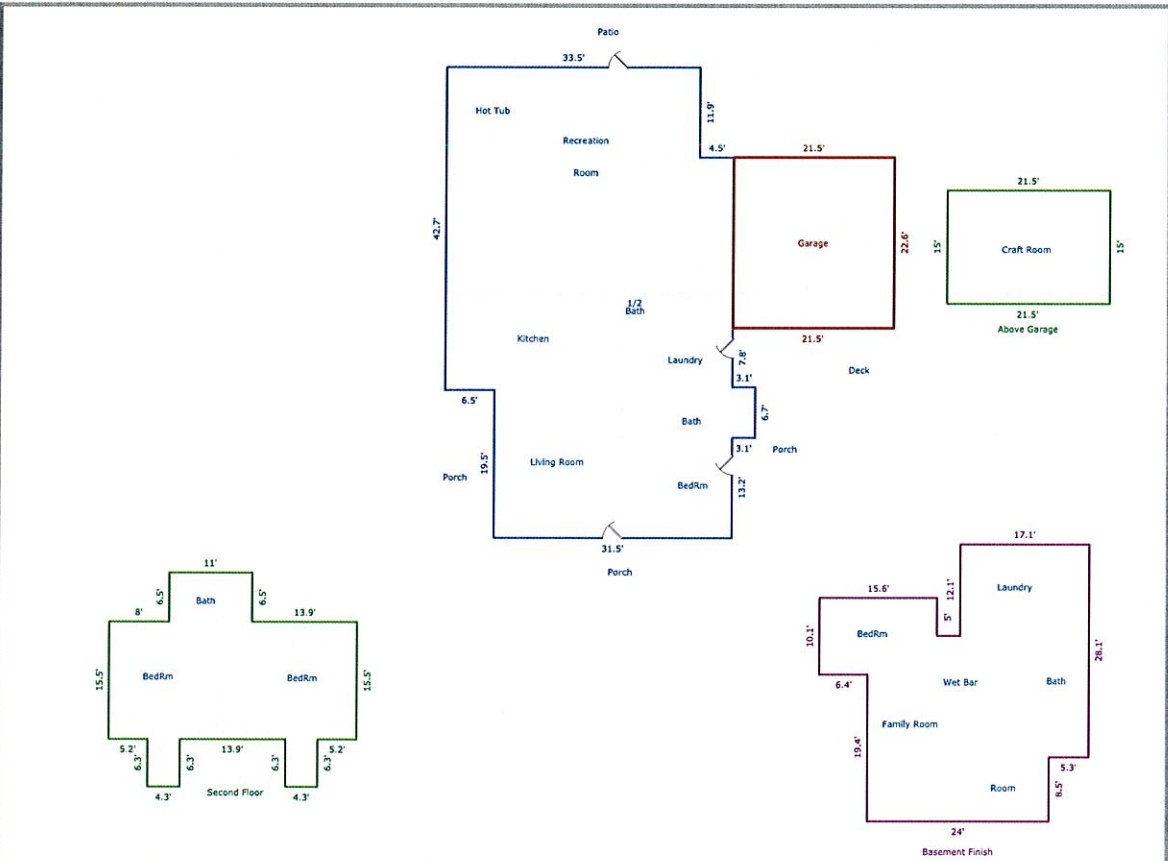 Patio
33.5'
Hot Tub
11.9'
Recreation
Room
4.5'
21.5'
42.7'
Garage
22.6'
1/2
Bath
Kitchen
21.5'
Laundry
7.8'
Deck
3.1'
6.5'
Bath
6.7'
3.1'
Porch
Living Room
19.5'
Porch
BedRm
13.2'
31.5'
Porch
21.5'
15'
Craft Room
15'
21.5'
Above Garage
11'
6.5'
Bath
6.5'
8'
13.9'
15.5'
BedRm
BedRm
15.5'
5.2'
6.3'
6.3'
13.9'
6.3'
6.3'
5.2'
4.3'
Second Floor
4.3'
17.1'
15.6'
12.1'
Laundry
5'
10.1'
BedRm
28.1'
6.4'
Wet Bar
Bath
Family Room
19.4'
5.3'
Room
8.5'
24'
Basement Finish